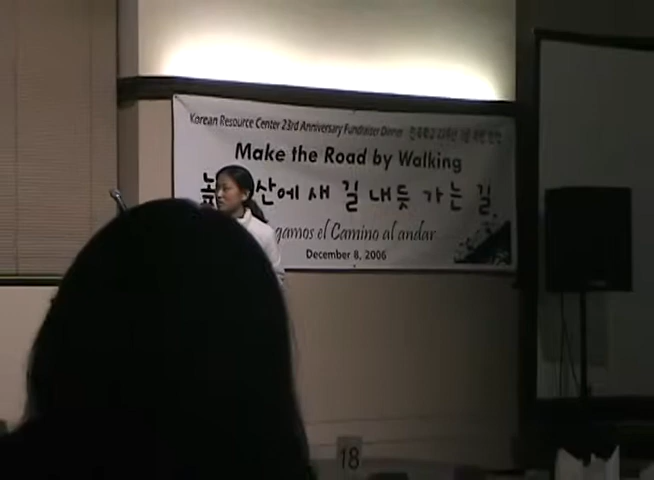 Korean Resource Center 23rd Anniversary Fundraiser Dinner
Make the Road by Walking
산에 새 길 내듯 가는 길
el Camino al andar
December 8, 2006
18